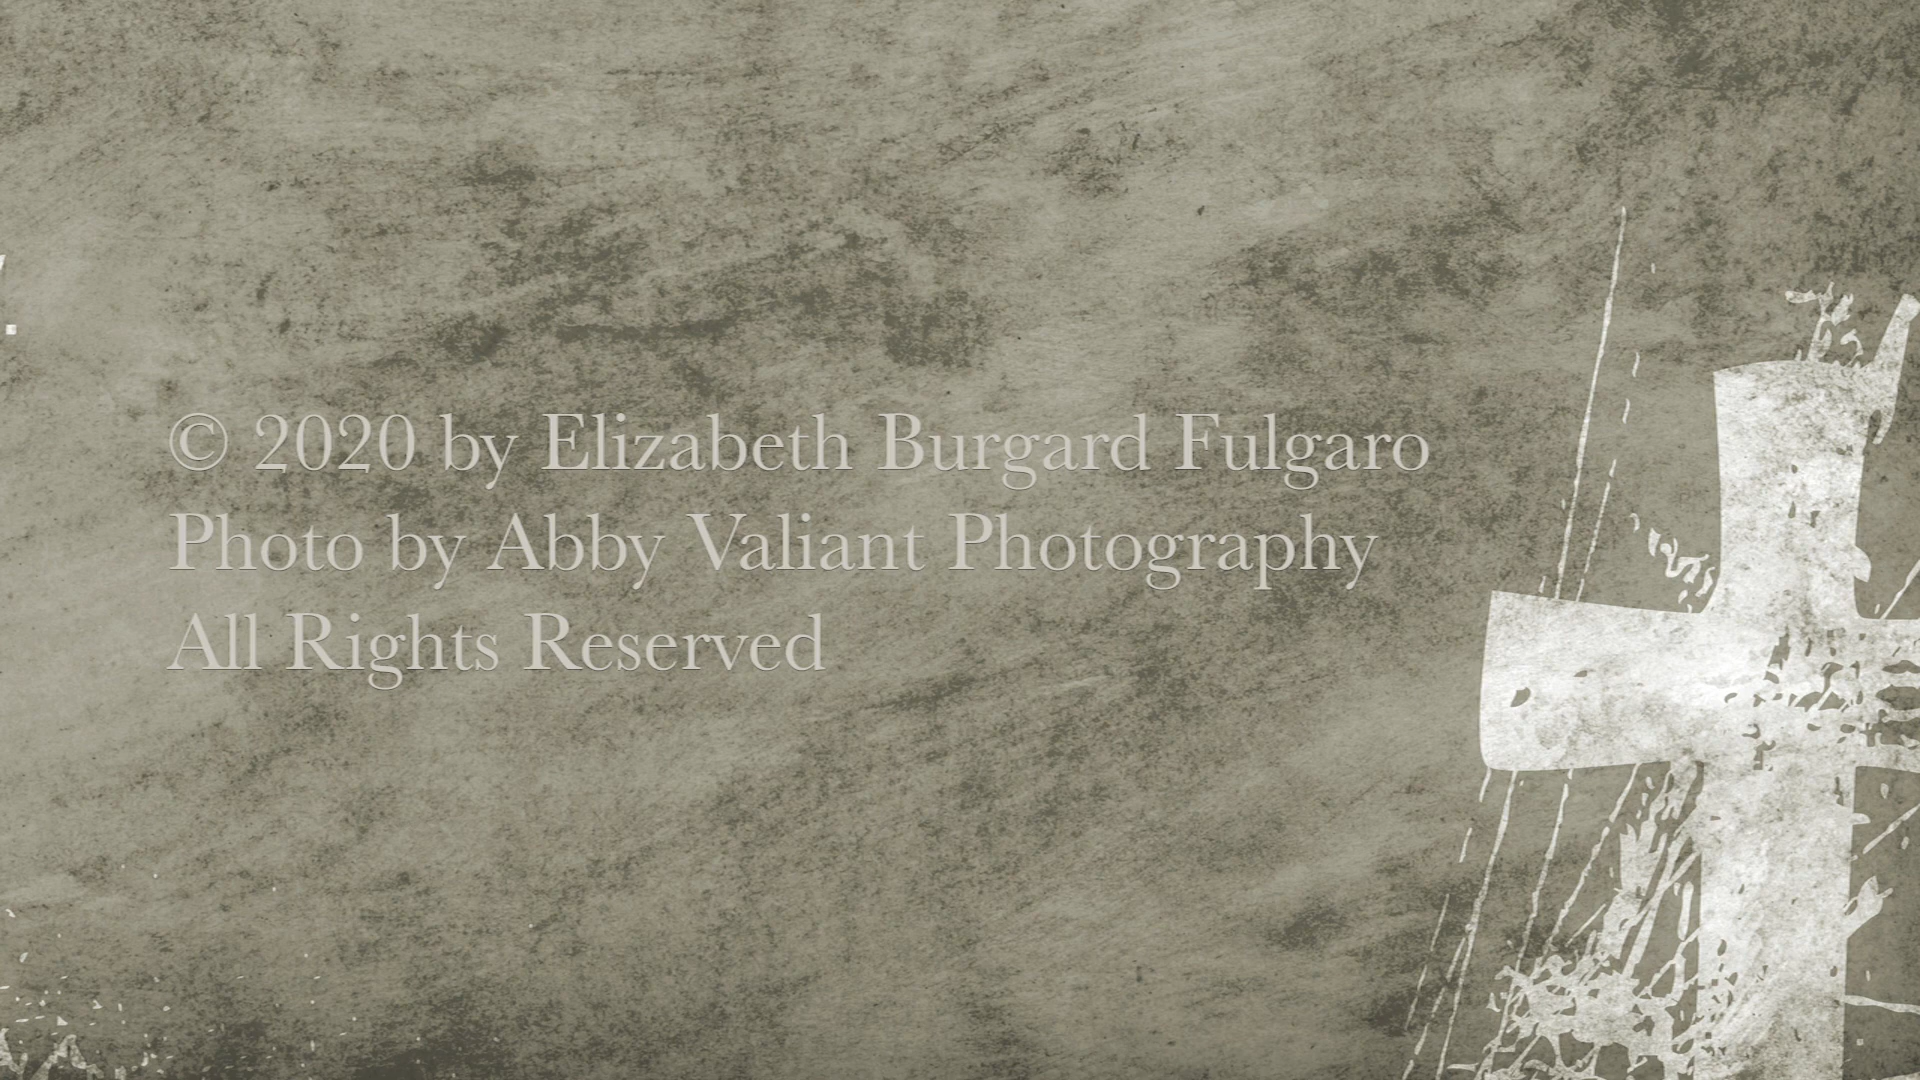 © 2020 by Elizabeth Burgard Fulgaro
Photo by Abby Valiant Photography
All Rights Reserved